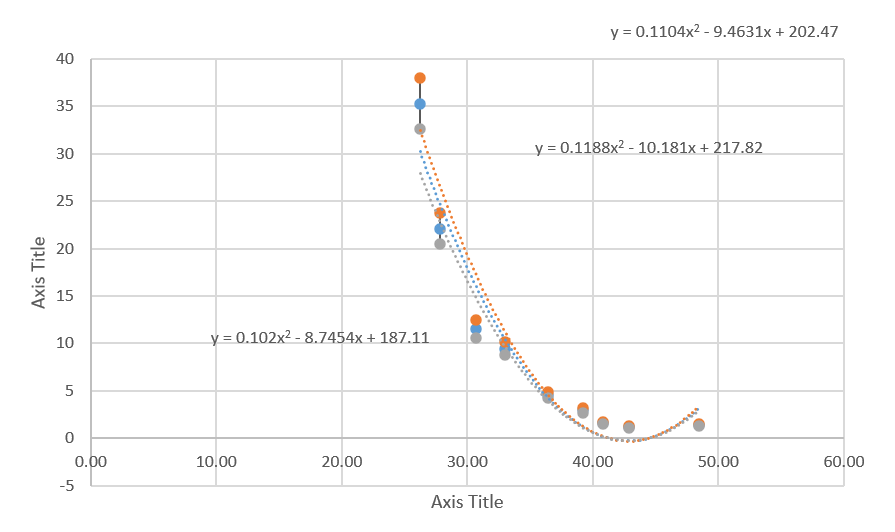 y = 0.1104x² - 9.4631x + 202.47
40
35
y = 0.1188x² - 10.181x + 217.82
30
25
20
Axis Title
15
y = 0.102x² - 8.7454x + 187.11
10
5
0
0.00 10.00 20.00 30.00 40.00 50.00 60.00
-5
Axis Title